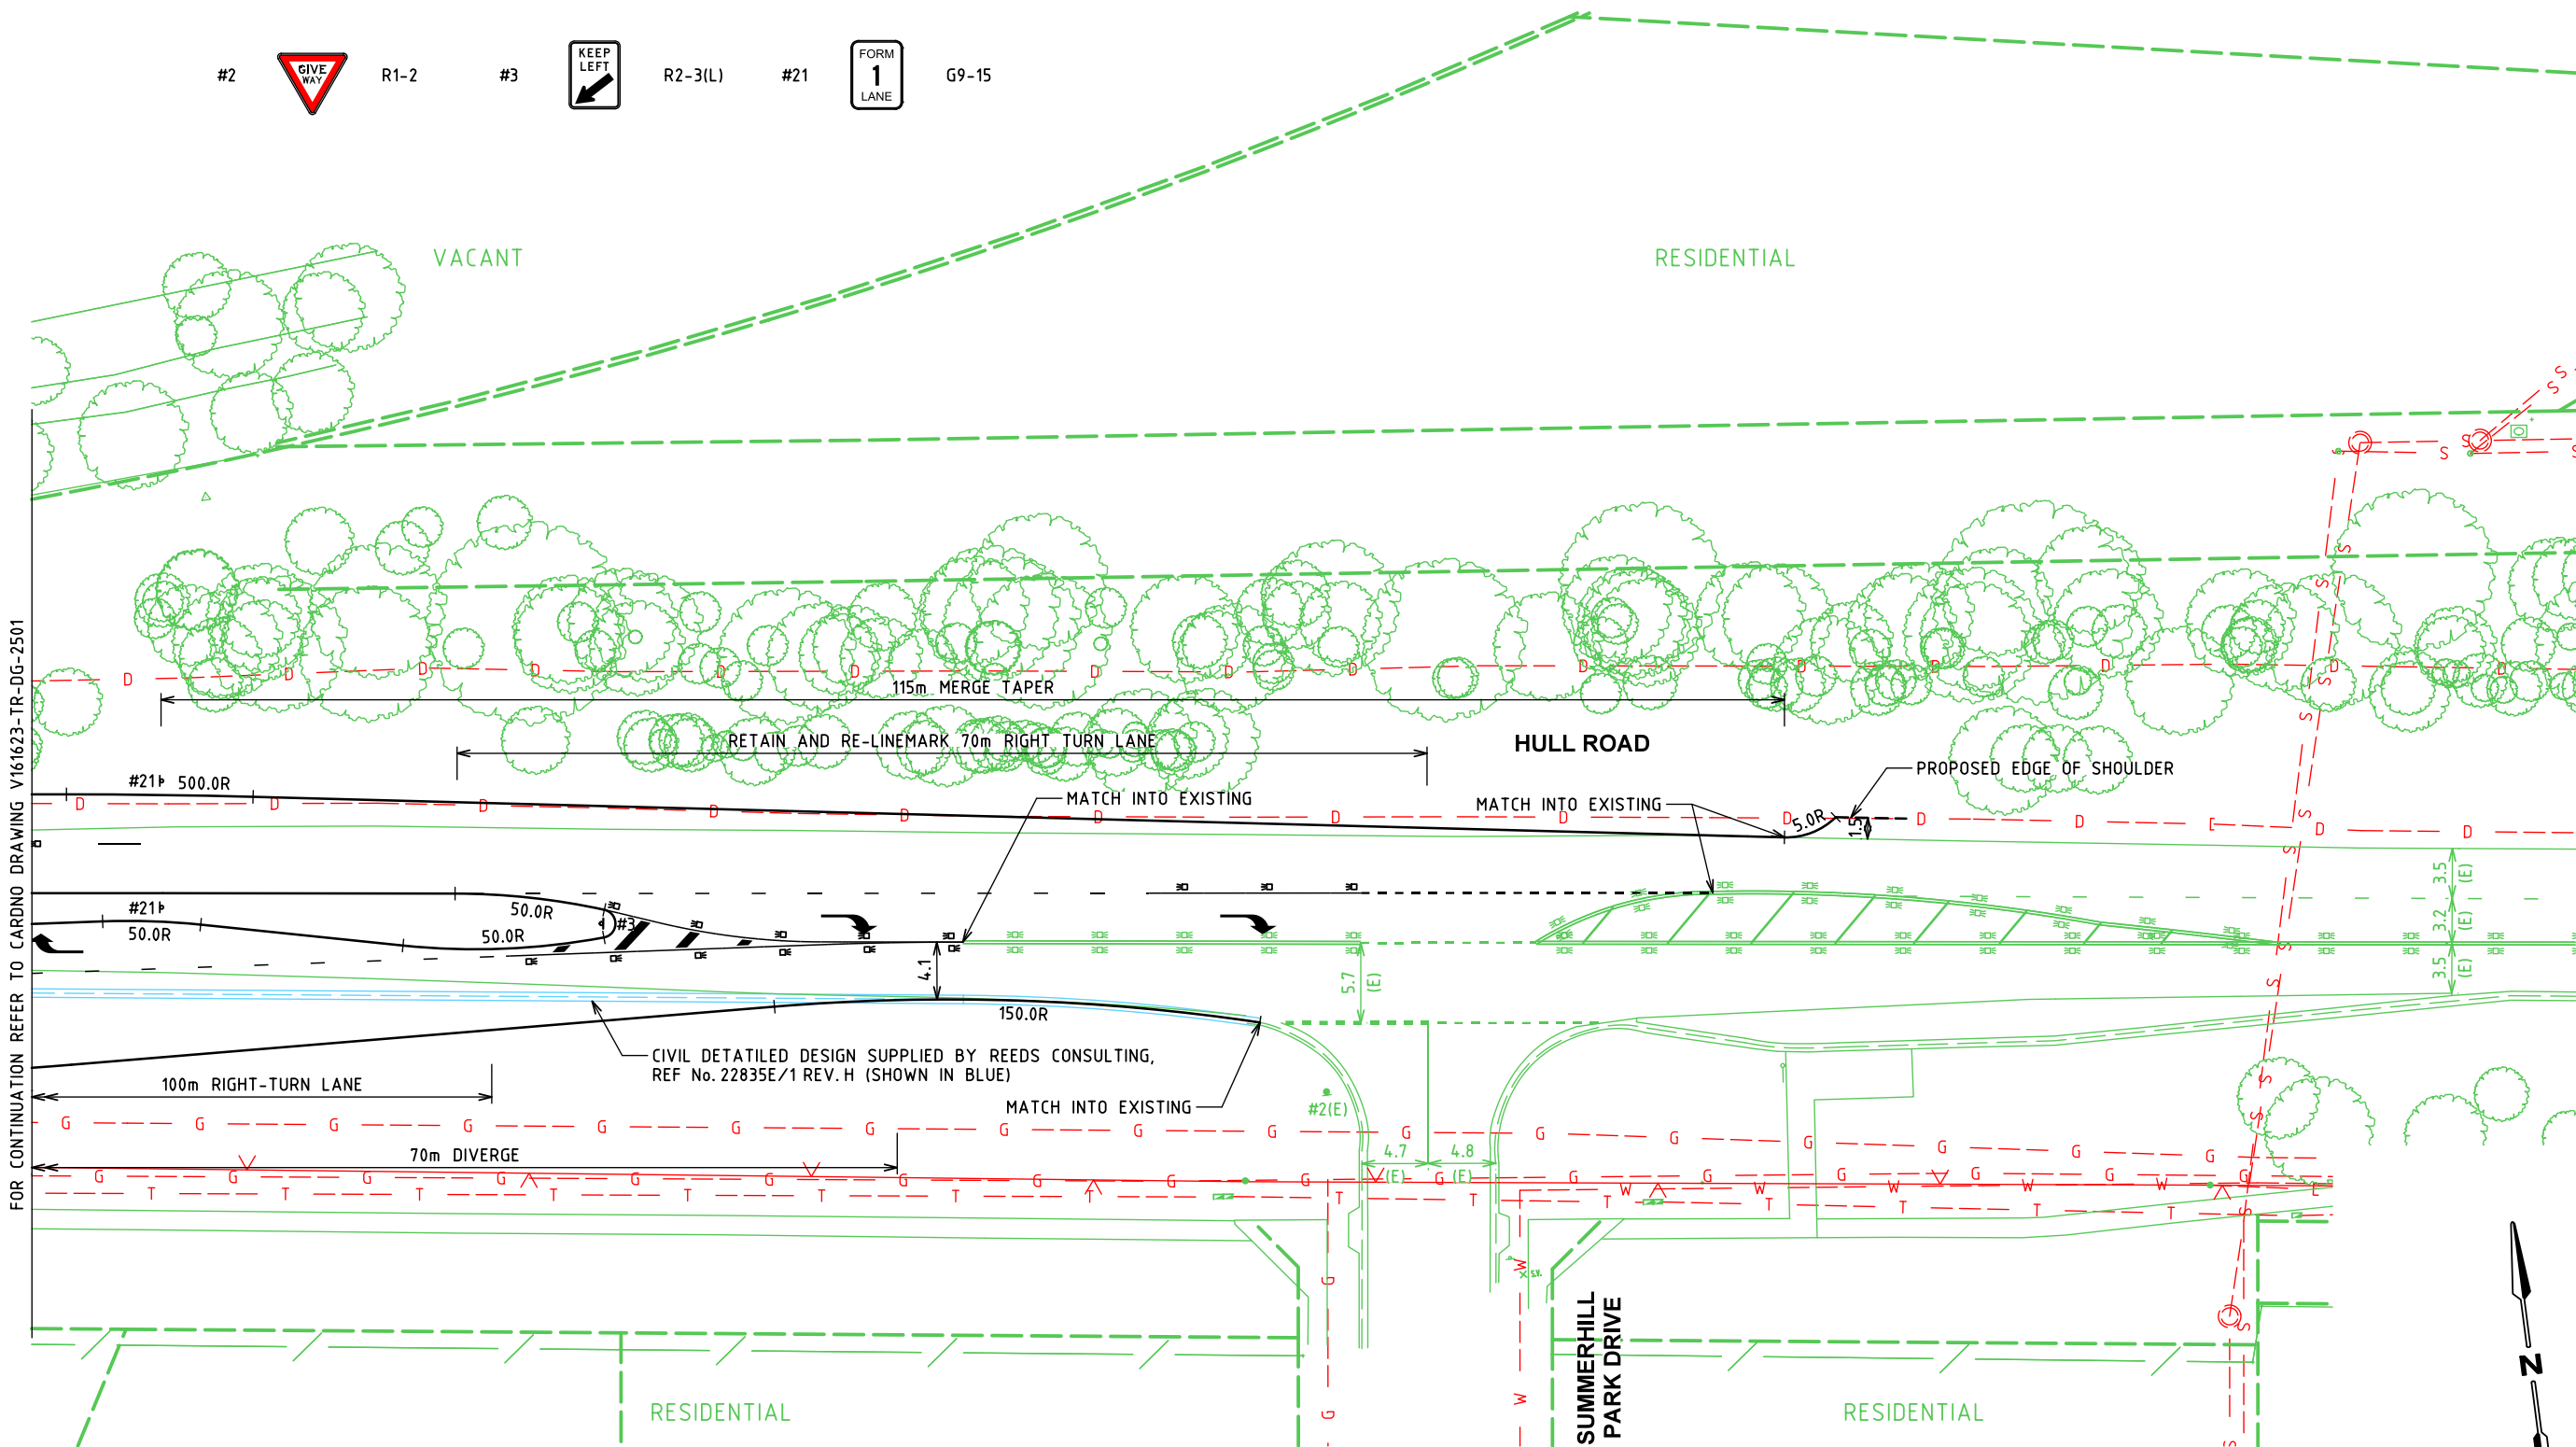 #2
GIVE
WAY
R1-2
#3
KEEP
LEFT
R2-3(L)
#21
FORM
1
LANE
G9-15
VACANT
RESIDENTIAL
FOR CONTINUATION REFER TO CARDNO DRAWING V161623-TR-DG-2501
115m MERGE TAPER
RETAIN AND RE-LINEMARK 70m RIGHT TURN LANE
HULL ROAD
#21
500.0R
MATCH INTO EXISTING
MATCH INTO EXISTING
PROPOSED EDGE OF SHOULDER
5.0R
1.5
#21
50.0R
50.0R
50.0R
#3
4.1
5.7
(E)
3.5
(E)
3.2
(E)
3.5
(E)
150.0R
CIVIL DETATILED DESIGN SUPPLIED BY REEDS CONSULTING,
REF No. 22835E/1 REV. H (SHOWN IN BLUE)
100m RIGHT-TURN LANE
MATCH INTO EXISTING
#2(E)
70m DIVERGE
4.7
(E)
4.8
(E)
S.V.
SUMMERHILL
PARK DRIVE
RESIDENTIAL
RESIDENTIAL
N